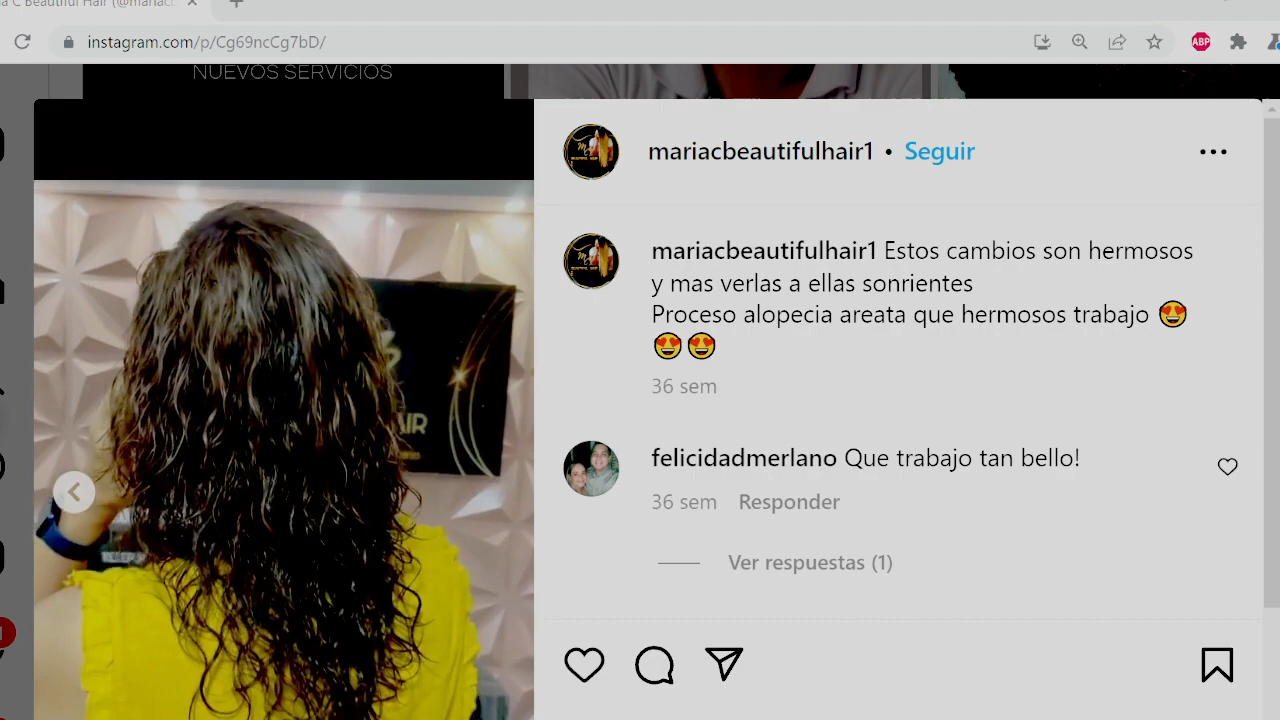 instagram.com/p/Cg69ncCg7bD/
ABP
NUEVOS SERVICIOS
mariacbeautifulhair1 • Seguir
mariacbeautifulhair1 Estos cambios son hermosos
y mas verlas a ellas sonrientes
Proceso alopecia areata que hermosos trabajo 😍
😍😍
36 sem
felicidadmerlano Que trabajo tan bello!
36 sem Responder
Ver respuestas (1)